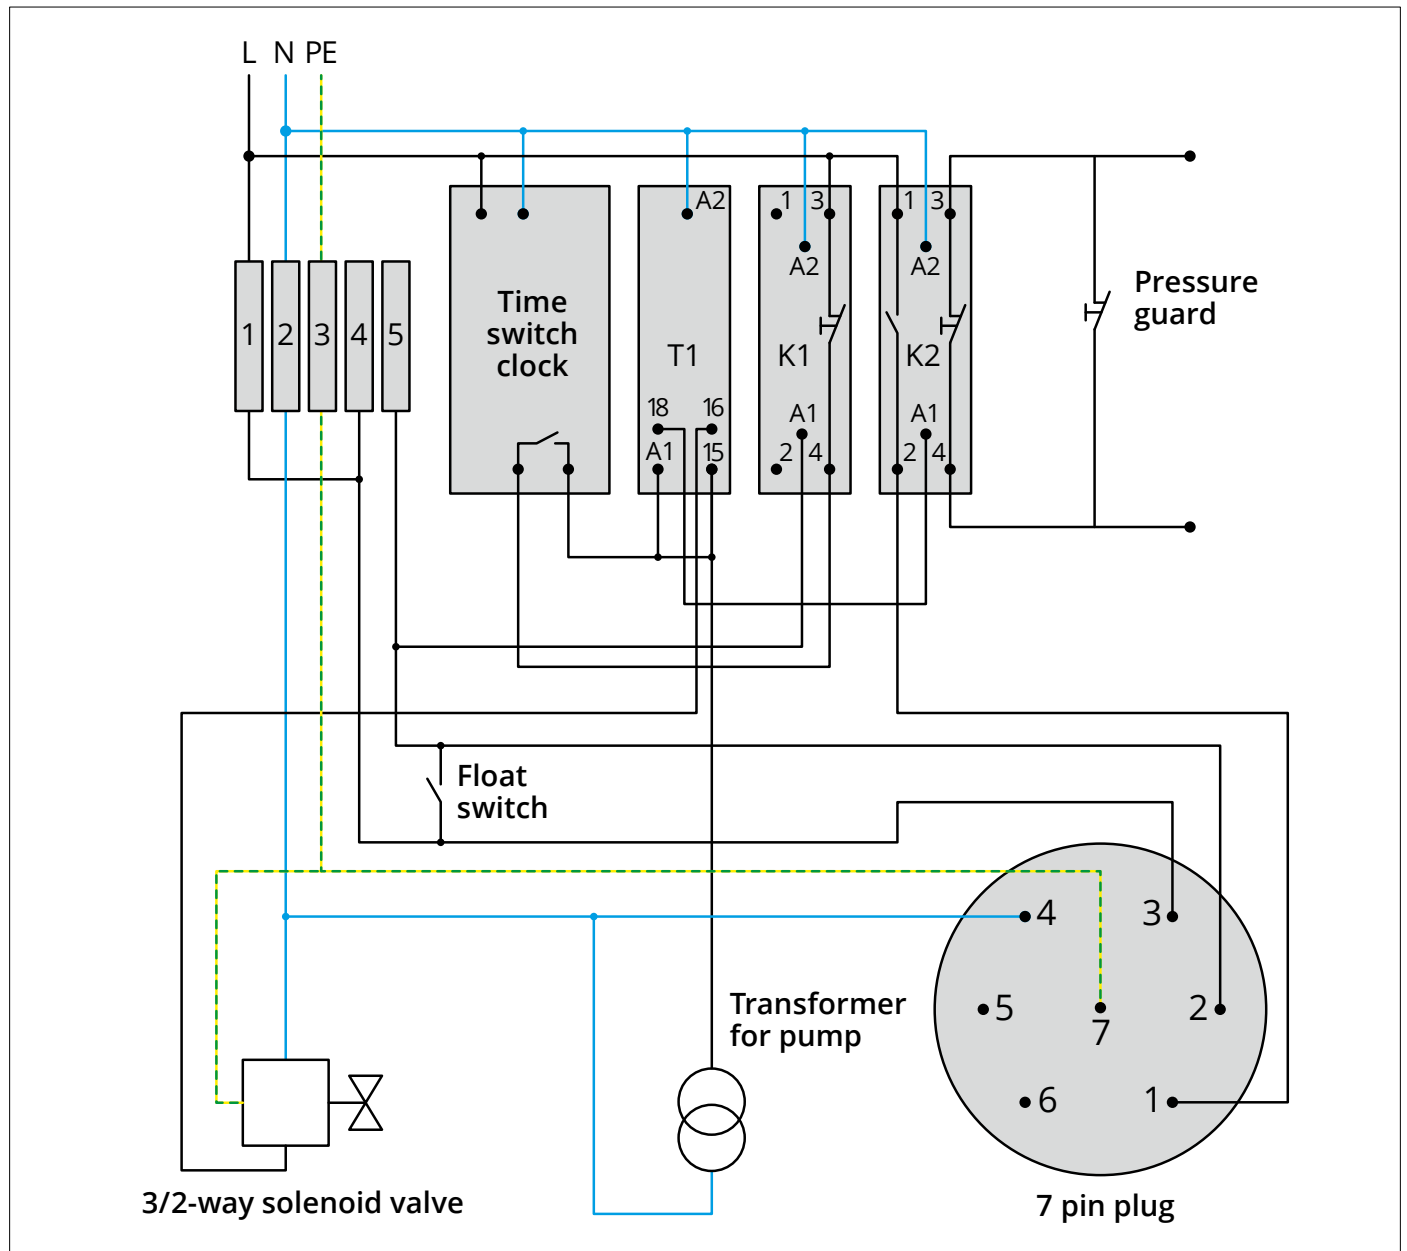 L N PE
1 2 3 4 5
Time
switch
clock
A2
T1
18 16
A1 15
1 3
A2
K1
A1
2 4
1 3
A2
K2
A1
2 4
Pressure
guard
Float
switch
4 3
5 7 2
6 1
Transformer
for pump
3/2-way solenoid valve
7 pin plug